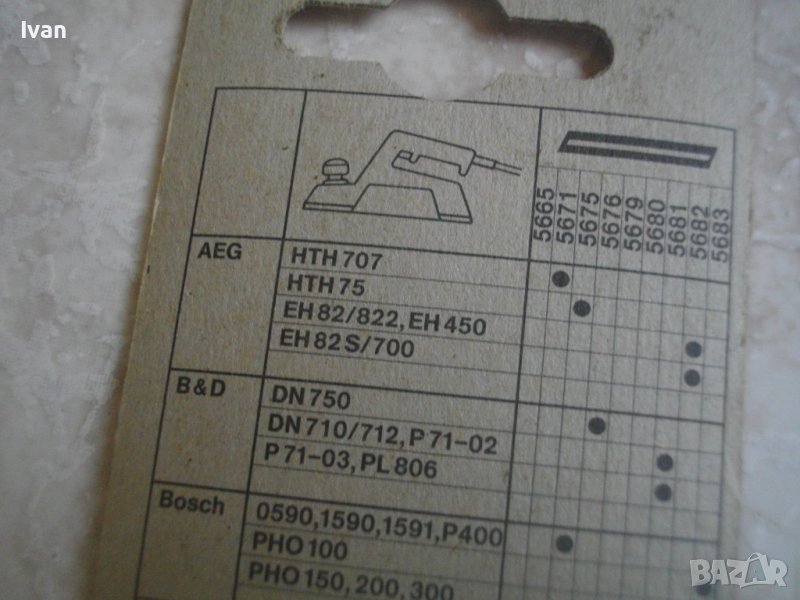 Ivan
5665
5671
5675
5676
5679
5680
5681
5682
5683
AEG
HTH 707
HTH 75
EH 82/822, EH 450
EH 82 S/700
B & D
DN 750
DN 710/712, P 71-02
P 71-03, PL 806
Bosch
0590, 1590, 1591, P400
PHO 100
PHO 150, 200, 300
BAZAR